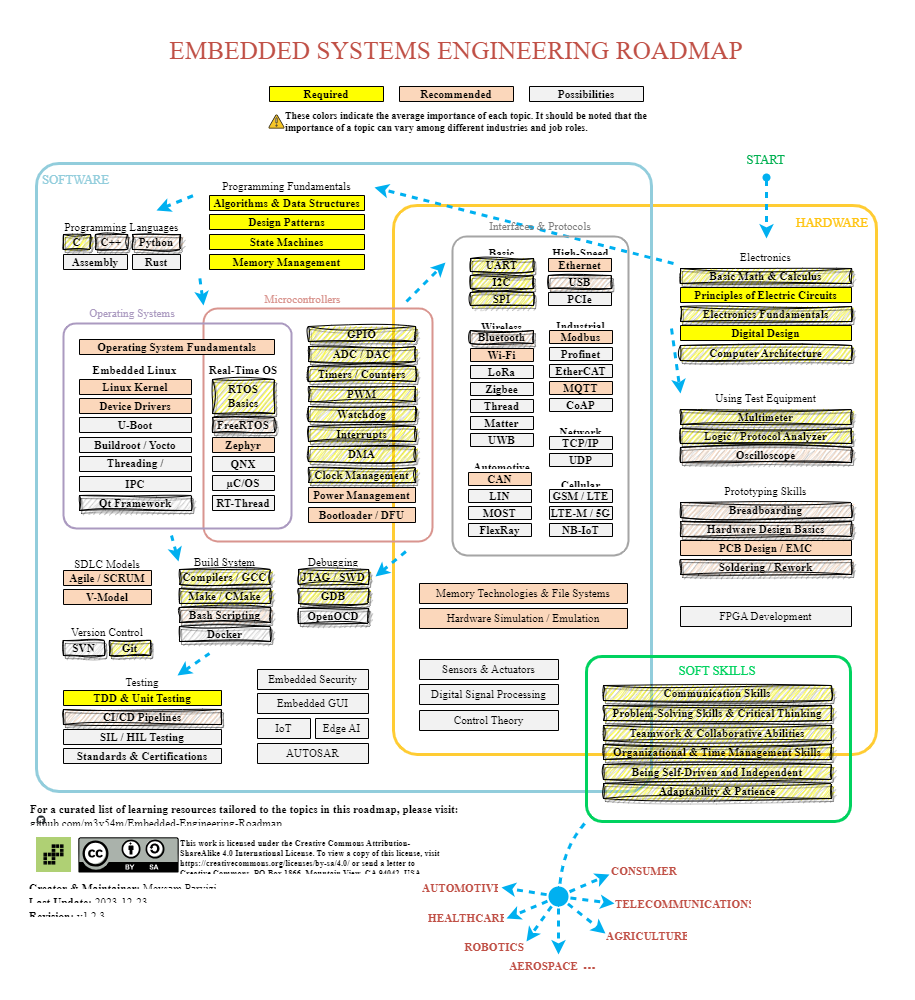 EMBEDDED SYSTEMS ENGINEERING ROADMAP
Required
Recommended
Possibilities
These colors indicate the average importance of each topic. It should be noted that the
importance of a topic can vary among different industries and job roles.
START
SOFTWARE
HARDWARE
Programming Fundamentals
Algorithms & Data Structures
Design Patterns
State Machines
Memory Management
Programming Languages
C
C++
Python
Assembly
Rust
Operating Systems
Operating System Fundamentals
Embedded Linux
Linux Kernel
Device Drivers
U-Boot
Buildroot / Yocto
Threading /
IPC
Qt Framework
Real-Time OS
RTOS
Basics
FreeRTOS
Zephyr
QNX
µC/OS
RT-Thread
Microcontrollers
GPIO
ADC / DAC
Timers / Counters
PWM
Watchdog
Interrupts
DMA
Clock Management
Power Management
Bootloader / DFU
Interfaces & Protocols
Basic
UART
I2C
SPI
High-Speed
Ethernet
USB
PCIe
Wireless
Bluetooth
Wi-Fi
LoRa
Zigbee
Thread
Matter
UWB
Industrial
Modbus
Profinet
EtherCAT
MQTT
CoAP
Network
TCP/IP
UDP
Automotive
CAN
LIN
MOST
FlexRay
Cellular
GSM / LTE
LTE-M / 5G
NB-IoT
Electronics
Basic Math & Calculus
Principles of Electric Circuits
Electronics Fundamentals
Digital Design
Computer Architecture
Using Test Equipment
Multimeter
Logic / Protocol Analyzer
Oscilloscope
Prototyping Skills
Breadboarding
Hardware Design Basics
PCB Design / EMC
Soldering / Rework
FPGA Development
SDLC Models
Agile / SCRUM
V-Model
Version Control
SVN
Git
Build System
Compilers / GCC
Make / CMake
Bash Scripting
Docker
Debugging
JTAG / SWD
GDB
OpenOCD
Memory Technologies & File Systems
Hardware Simulation / Emulation
Testing
TDD & Unit Testing
CI/CD Pipelines
SIL / HIL Testing
Standards & Certifications
Embedded Security
Embedded GUI
IoT
Edge AI
AUTOSAR
Sensors & Actuators
Digital Signal Processing
Control Theory
SOFT SKILLS
Communication Skills
Problem-Solving Skills & Critical Thinking
Teamwork & Collaborative Abilities
Organizational & Time Management Skills
Being Self-Driven and Independent
Adaptability & Patience
For a curated list of learning resources tailored to the topics in this roadmap, please visit:
github.com/m3y54m/Embedded-Engineering-Roadmap
cc
BY SA
This work is licensed under the Creative Commons Attribution-
ShareAlike 4.0 International License. To view a copy of this license, visit
https://creativecommons.org/licenses/by-sa/4.0/ or send a letter to
Creative Commons, PO Box 1866, Mountain View, CA 94042, USA
Creator & Maintainer: Meysam Parvizi
Last Update: 2023-12-23
Revision: v1.2.3
AUTOMOTIVE
HEALTHCARE
ROBOTICS
AEROSPACE
...
CONSUMER
TELECOMMUNICATIONS
AGRICULTURE